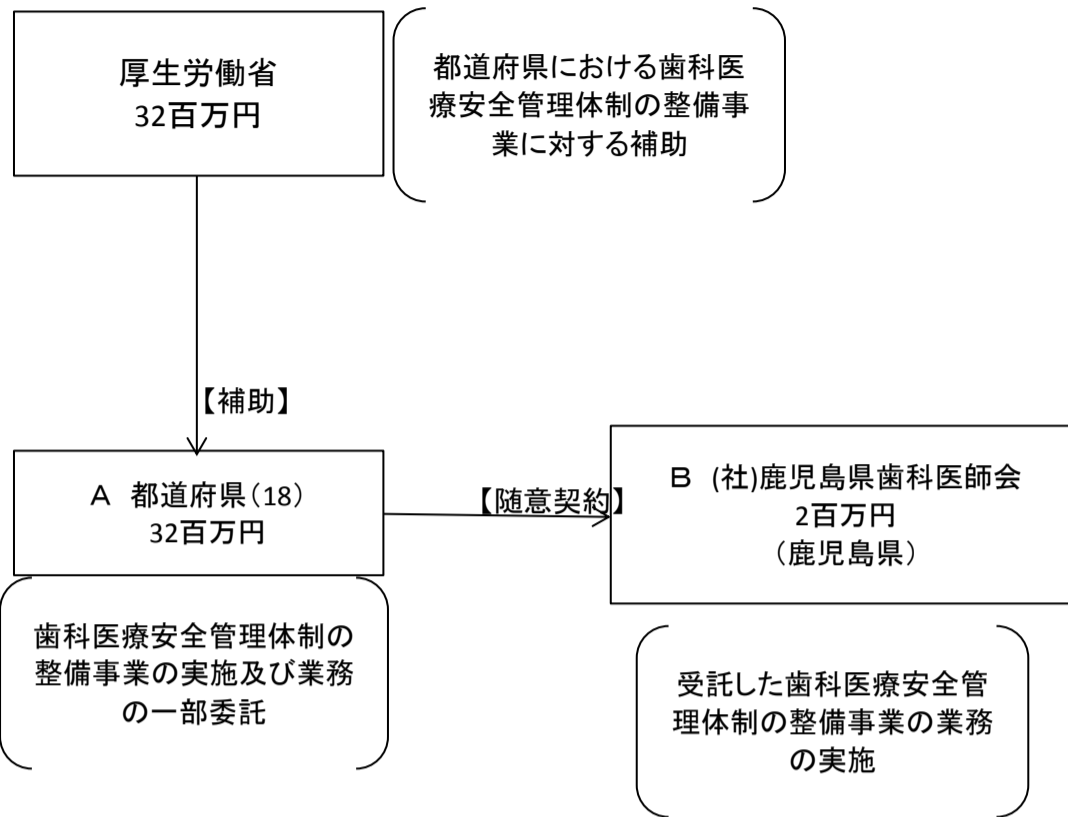 厚生労働省
32百万円
都道府県における歯科医
療安全管理体制の整備事
業に対する補助
【補助】
A 都道府県(18)
32百万円
【随意契約】
B (社)鹿児島県歯科医師会
2百万円
(鹿児島県)
歯科医療安全管理体制の
整備事業の実施及び業務
の一部委託
受託した歯科医療安全管
理体制の整備事業の業務
の実施